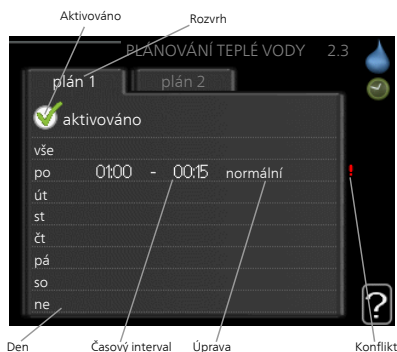 Aktivováno
Rozvrh
PLÁNOVÁNÍ TEPLÉ VODY 2.3
plán 1 plán 2
aktivováno
vše
po 01:00 - 00:15 normální !
út
st
čt
pá
so
ne
?
Den Časový interval Úprava Konflikt